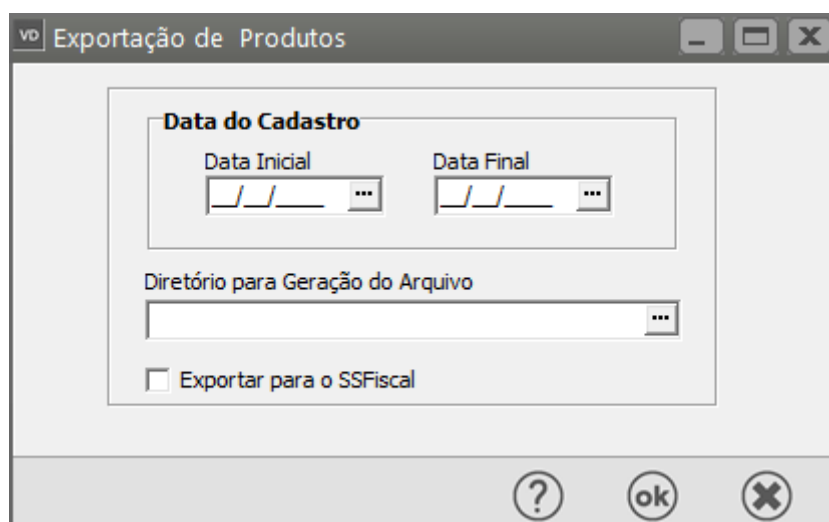 VD Exportação de Produtos
Data do Cadastro
Data Inicial Data Final
__/__/____ ... __/__/____ ...
Diretório para Geração do Arquivo
...
Exportar para o SSFiscal
? ok